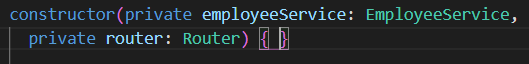 constructor(private employeeService: EmployeeService,
private router: Router) { }